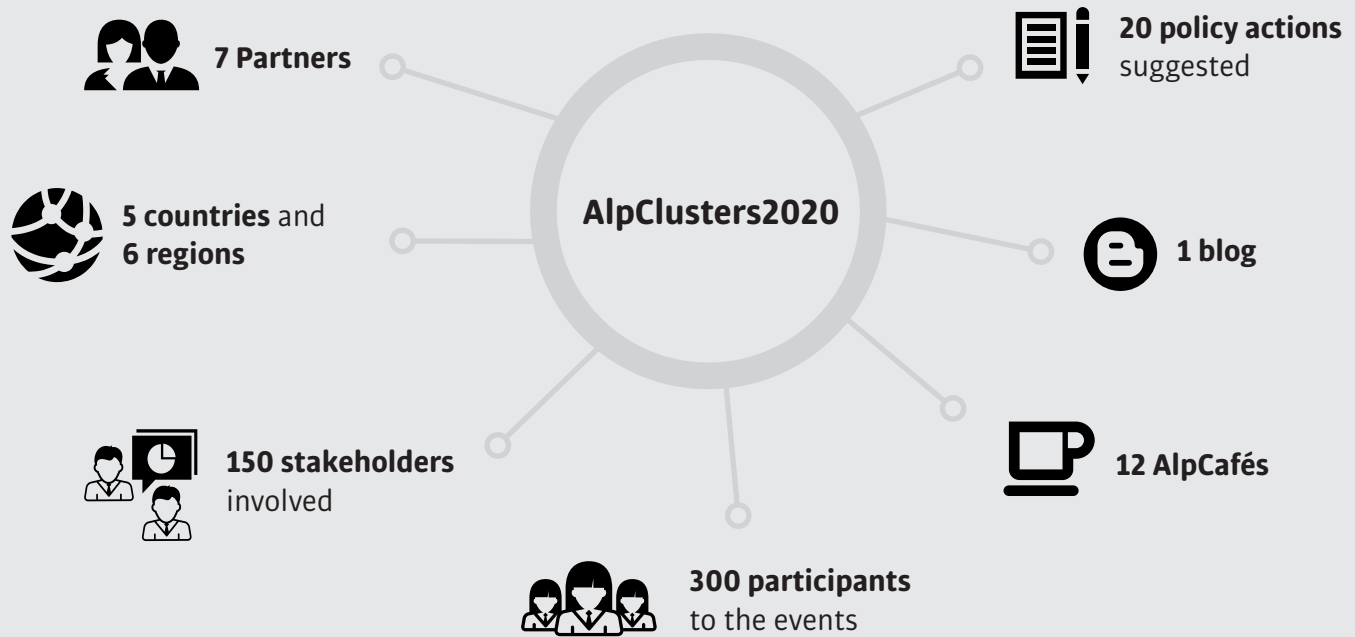 7 Partners
20 policy actions
suggested
AlpClusters2020
5 countries and
6 regions
1 blog
150 stakeholders
involved
12 AlpCafés
300 participants
to the events